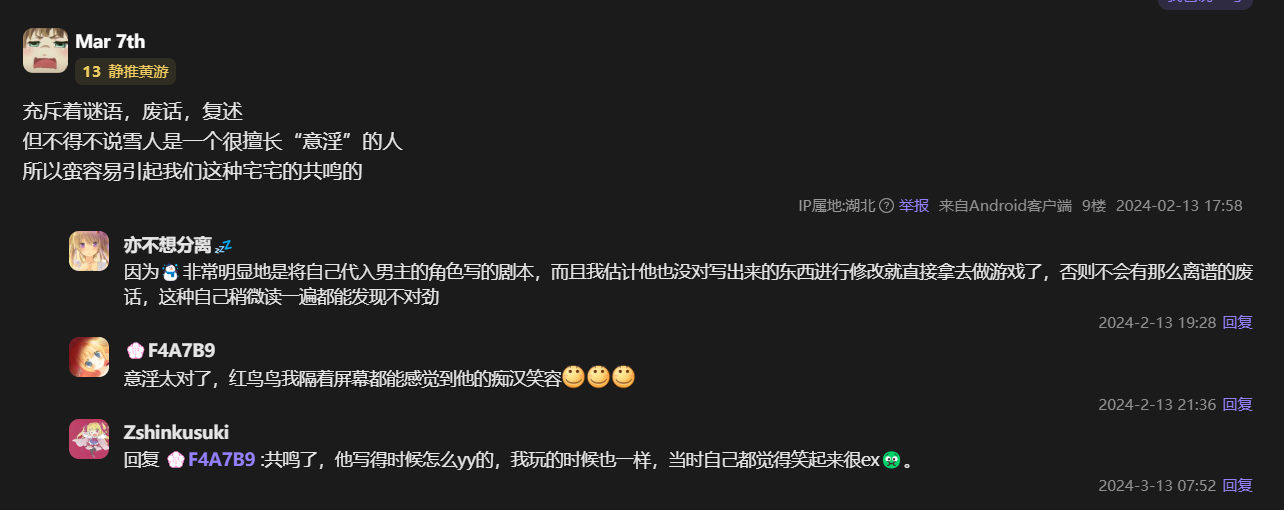 Mar 7th
13 静推黄游
充斥着谜语，废话，复述
但不得不说雪人是一个很擅长“意淫”的人
所以蛮容易引起我们这种宅宅的共鸣的
IP属地:湖北 举报 来自Android客户端 9楼 2024-02-13 17:58
亦不想分离💤
因为⛄非常明显地是将自己代入男主的角色写的剧本，而且我估计他也没对写出来的东西进行修改就直接拿去做游戏了，否则不会有那么离谱的废
话，这种自己稍微读一遍都能发现不对劲
2024-2-13 19:28 回复
💮F4A7B9
意淫太对了，红鸟鸟我隔着屏幕都能感觉到他的痴汉笑容
2024-2-13 21:36 回复
Zshinkusuki
回复 💮F4A7B9 :共鸣了，他写得时候怎么yy的，我玩的时候也一样，当时自己都觉得笑起来很ex。
2024-3-13 07:52 回复